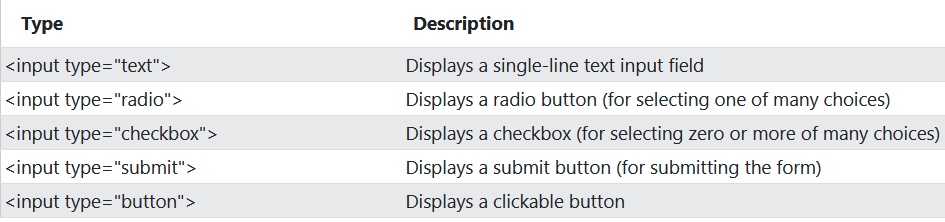 Type Description
<input type="text"> Displays a single-line text input field
<input type="radio"> Displays a radio button (for selecting one of many choices)
<input type="checkbox"> Displays a checkbox (for selecting zero or more of many choices)
<input type="submit"> Displays a submit button (for submitting the form)
<input type="button"> Displays a clickable button